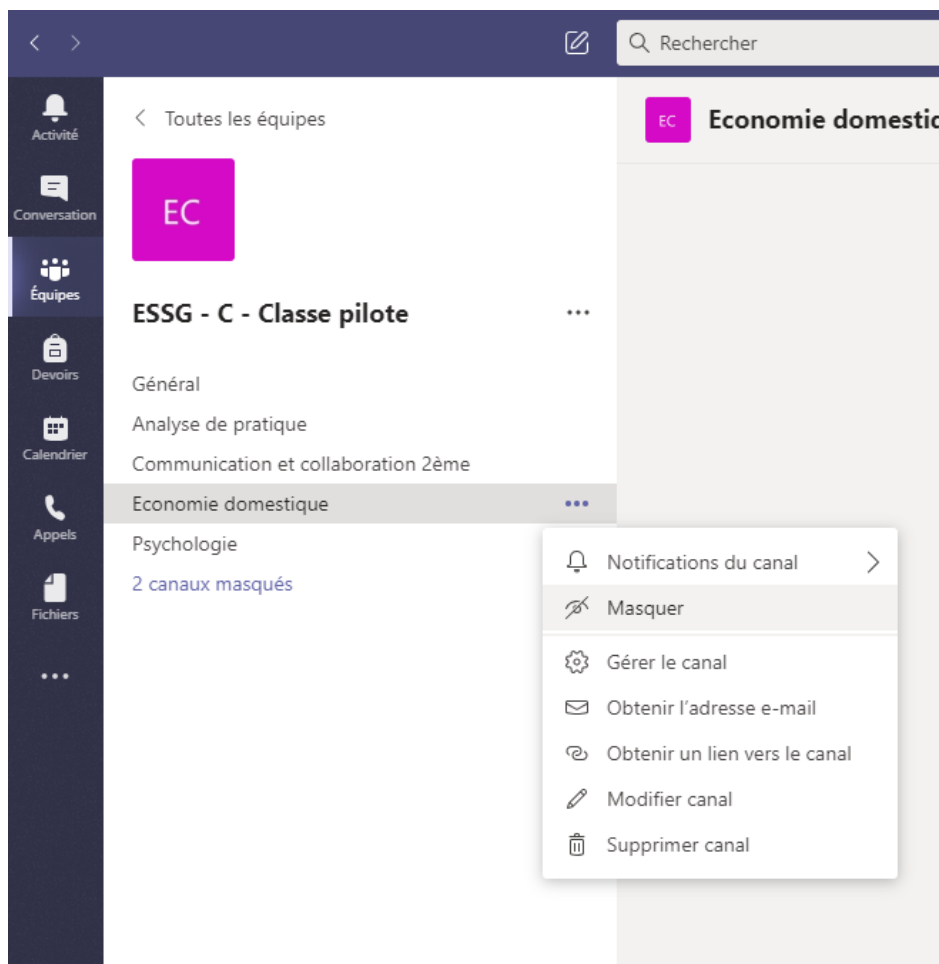 Rechercher
Activité
Conversation
Équipes
Devoirs
Calendrier
Appels
Fichiers
Toutes les équipes
EC
ESSG - C - Classe pilote
Général
Analyse de pratique
Communication et collaboration 2ème
Economie domestique
Psychologie
2 canaux masqués
EC
Economie domestic
Notifications du canal
Masquer
Gérer le canal
Obtenir l'adresse e-mail
Obtenir un lien vers le canal
Modifier canal
Supprimer canal